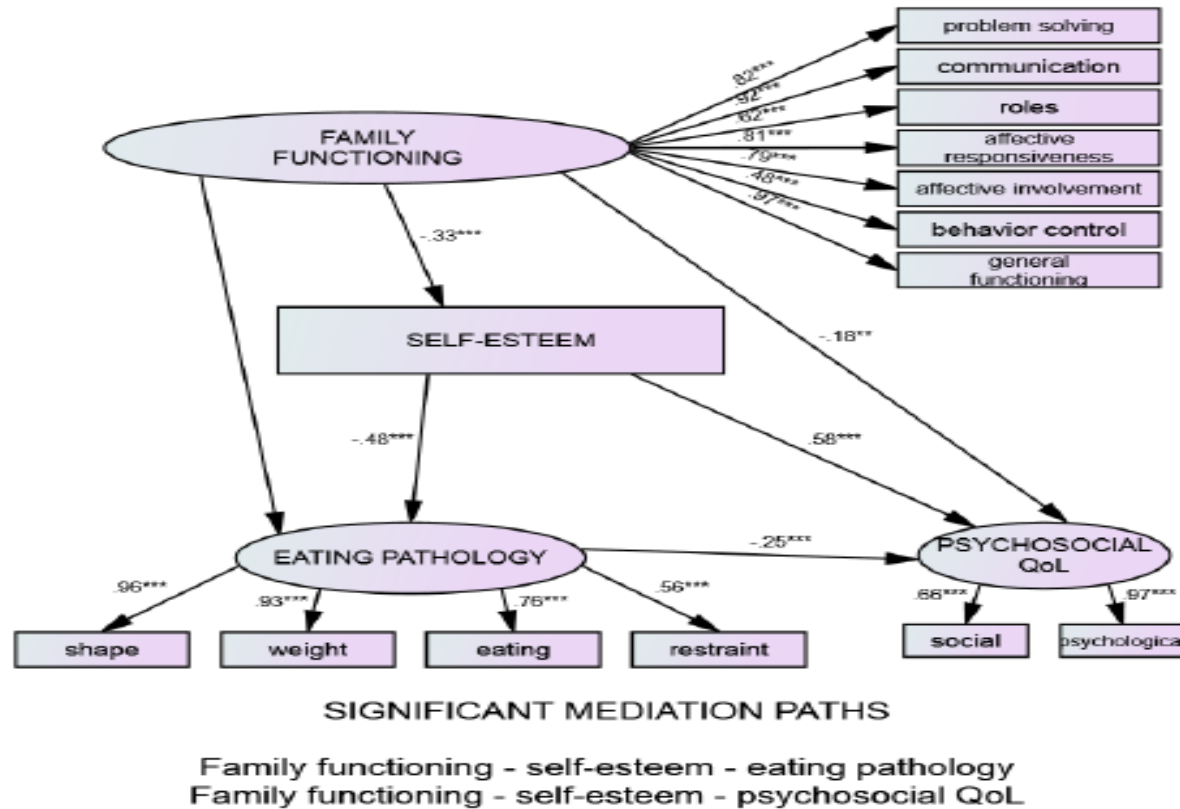 problem solving
communication
roles
affective
responsiveness
affective involvement
behavior control
general
functioning
.82***
.92***
.62***
.81***
.79***
.48***
.97***
FAMILY
FUNCTIONING
-.33***
SELF-ESTEEM
-.18**
-.48***
.58***
EATING PATHOLOGY
-.25***
PSYCHOSOCIAL
QoL
.96***
.93***
.76***
.56***
.66***
.97***
shape
weight
eating
restraint
social
psychologica
SIGNIFICANT MEDIATION PATHS
Family functioning - self-esteem - eating pathology
Family functioning - self-esteem - psychosocial QoL